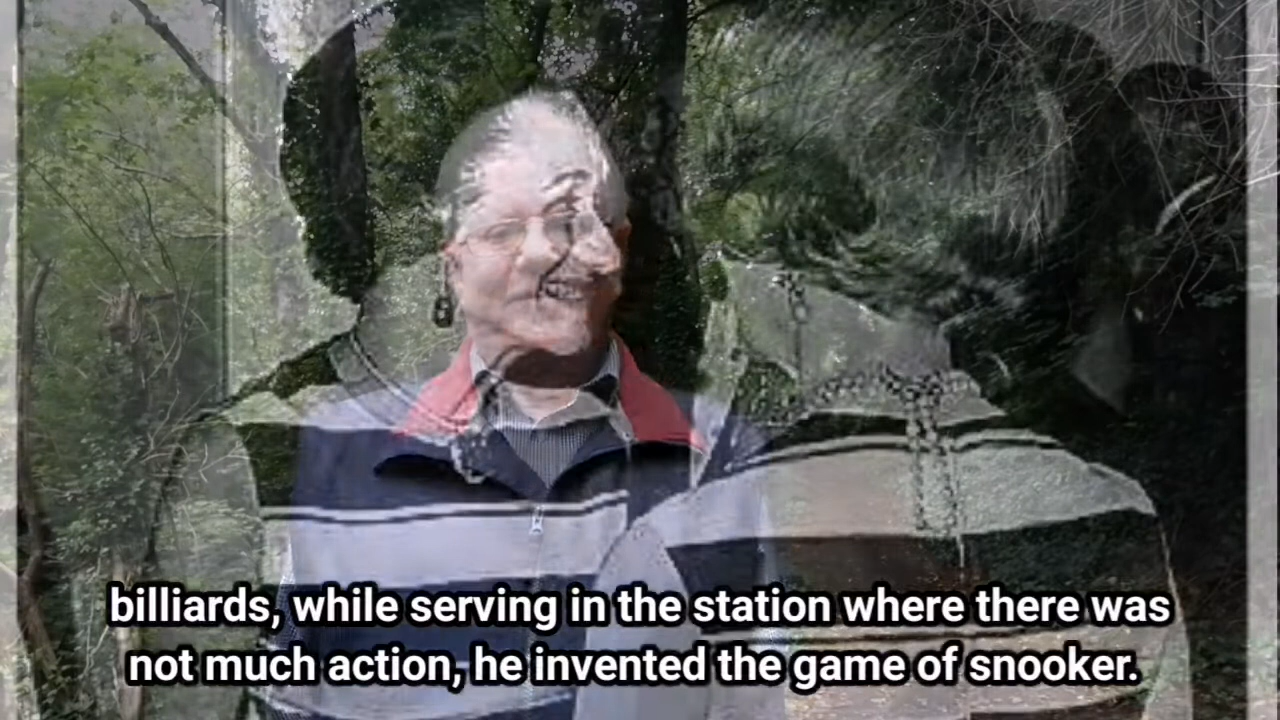 billiards, while serving in the station where there was
not much action, he invented the game of snooker.